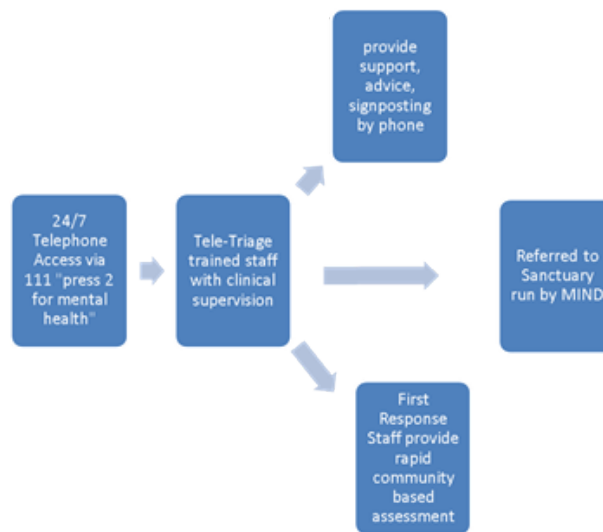 provide
support,
advice,
signposting
by phone
24/7
Telephone
Access via
111 "press 2
for mental
health"
Tele-Triage
trained staff
with clinical
supervision
Referred to
Sanctuary
run by MIND
First
Response
Staff provide
rapid
community
based
assessment